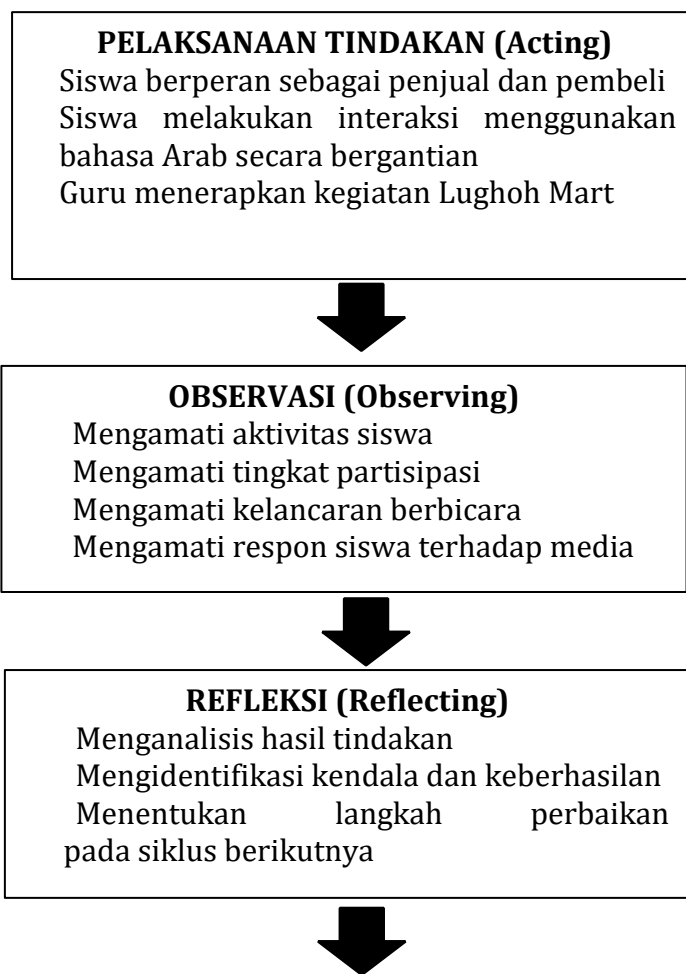 PELAKSANAAN TINDAKAN (Acting)
Siswa berperan sebagai penjual dan pembeli
Siswa melakukan interaksi menggunakan
bahasa Arab secara bergantian
Guru menerapkan kegiatan Lughoh Mart
OBSERVASI (Observing)
Mengamati aktivitas siswa
Mengamati tingkat partisipasi
Mengamati kelancaran berbicara
Mengamati respon siswa terhadap media
REFLEKSI (Reflecting)
Menganalisis hasil tindakan
Mengidentifikasi kendala dan keberhasilan
Menentukan langkah perbaikan
pada siklus berikutnya